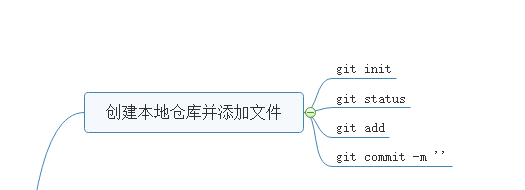 创建本地仓库并添加文件
git init
git status
git add
git commit -m ''